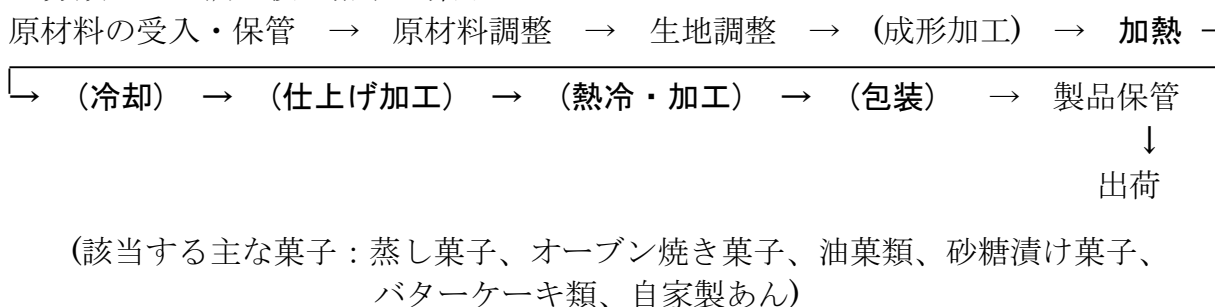 原材料の受入・保管 → 原材料調整 → 生地調整 → (成形加工) → 加熱
→ (冷却) → (仕上げ加工) → (熱冷・加工) → (包装) → 製品保管
↓
出荷
(該当する主な菓子：蒸し菓子、オーブン焼き菓子、油菓類、砂糖漬け菓子、
バターケーキ類、自家製あん)